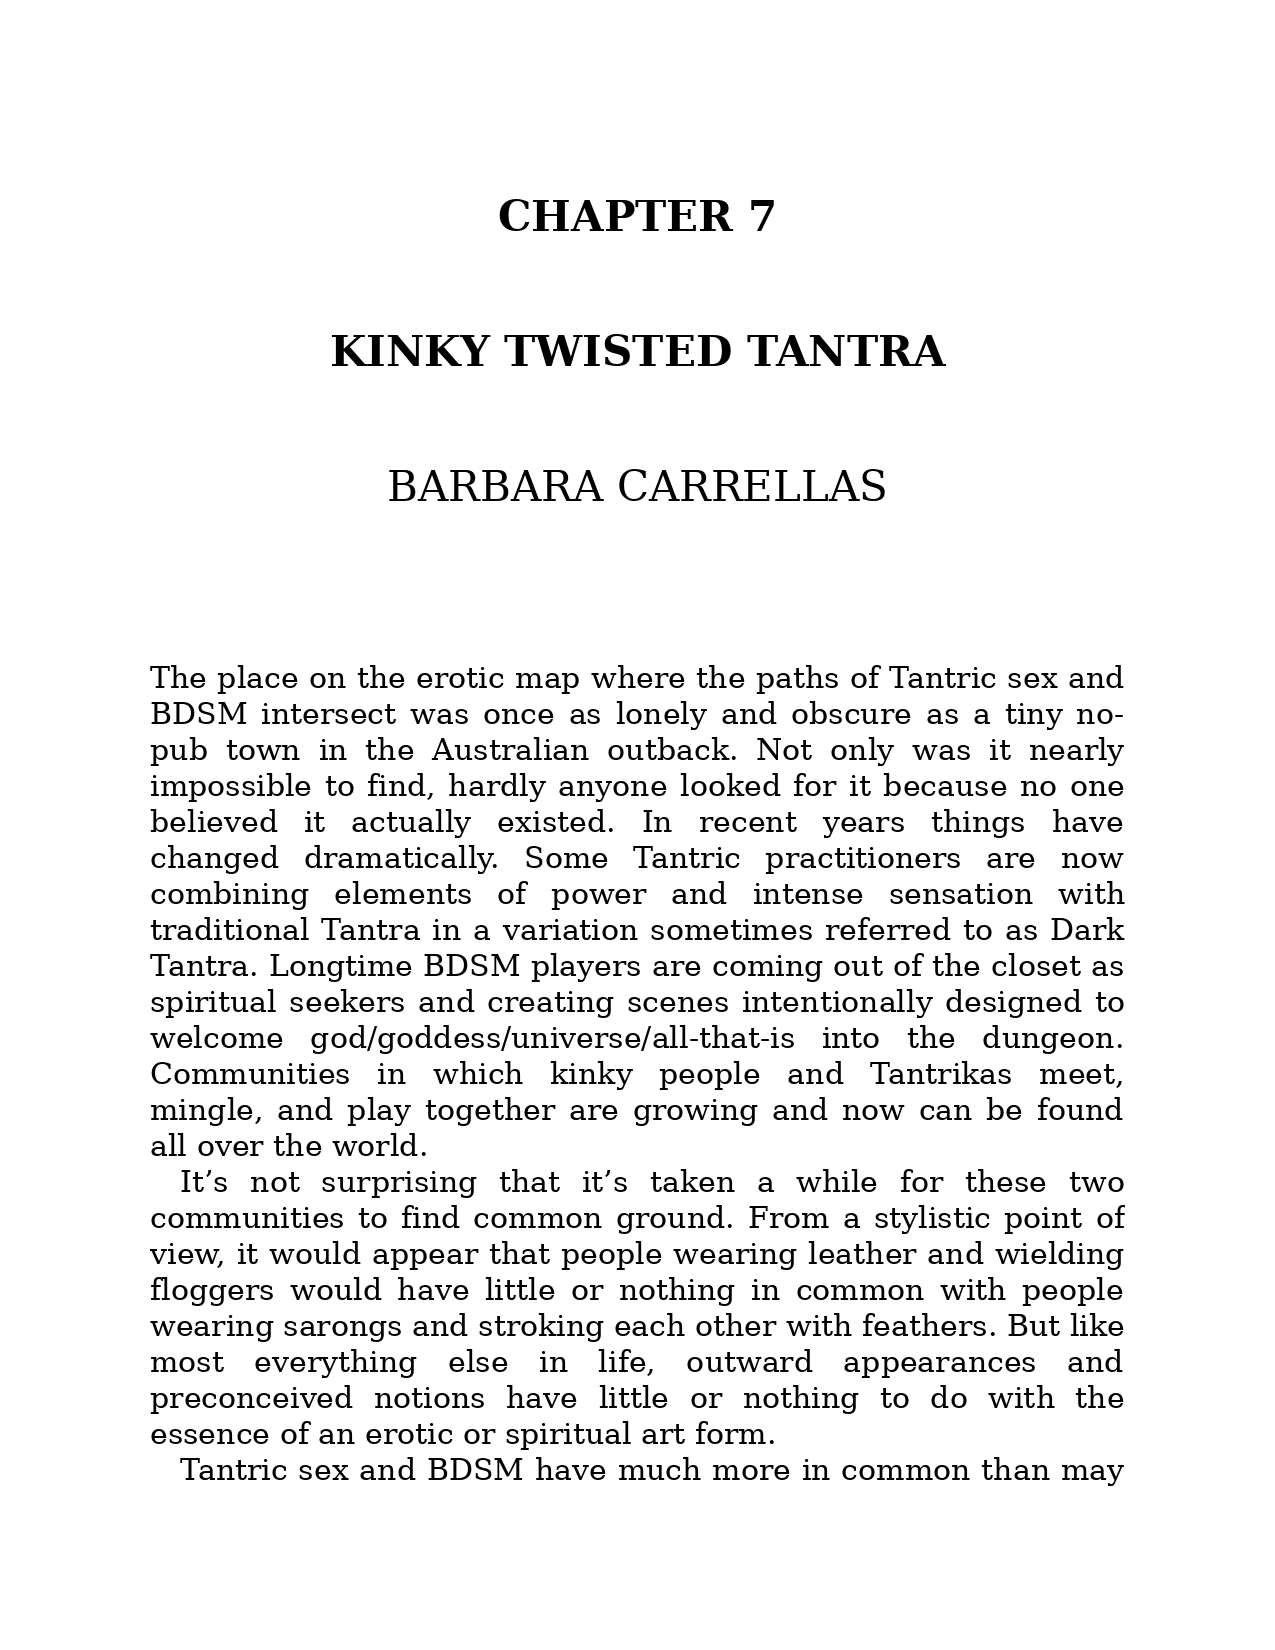 CHAPTER 7
KINKY TWISTED TANTRA
BARBARA CARRELLAS
The place on the erotic map where the paths of Tantric sex and
BDSM intersect was once as lonely and obscure as a tiny no-
pub town in the Australian outback. Not only was it nearly
impossible to find, hardly anyone looked for it because no one
believed it actually existed. In recent years things have
changed dramatically. Some Tantric practitioners are now
combining elements of power and intense sensation with
traditional Tantra in a variation sometimes referred to as Dark
Tantra. Longtime BDSM players are coming out of the closet as
spiritual seekers and creating scenes intentionally designed to
welcome god/goddess/universe/all-that-is into the dungeon.
Communities in which kinky people and Tantrikas meet,
mingle, and play together are growing and now can be found
all over the world.
It’s not surprising that it’s taken a while for these two
communities to find common ground. From a stylistic point of
view, it would appear that people wearing leather and wielding
floggers would have little or nothing in common with people
wearing sarongs and stroking each other with feathers. But like
most everything else in life, outward appearances and
preconceived notions have little or nothing to do with the
essence of an erotic or spiritual art form.
Tantric sex and BDSM have much more in common than may